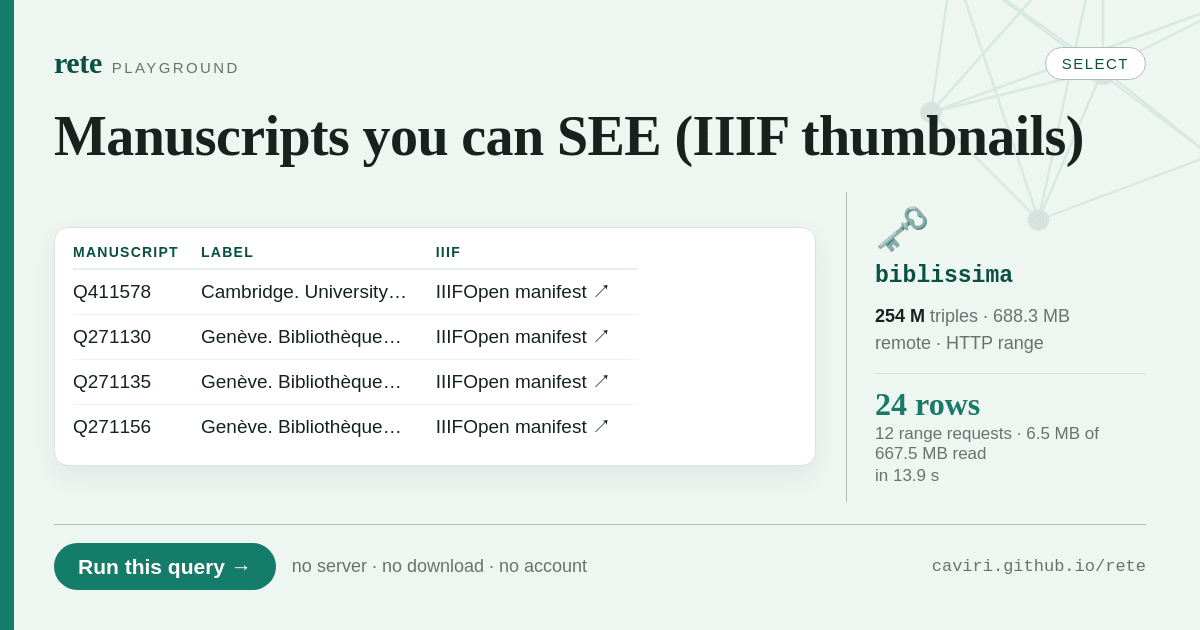 rete PLAYGROUND
SELECT
Manuscripts you can SEE (IIIF thumbnails)
MANUSCRIPT LABEL IIIF
Q411578 Cambridge. University… IIIFOpen manifest ↗
Q271130 Genève. Bibliothèque… IIIFOpen manifest ↗
Q271135 Genève. Bibliothèque… IIIFOpen manifest ↗
Q271156 Genève. Bibliothèque… IIIFOpen manifest ↗
biblissima
254 M triples · 688.3 MB
remote · HTTP range
24 rows
12 range requests · 6.5 MB of
667.5 MB read
in 13.9 s
Run this query →
no server · no download · no account
caviri.github.io/rete